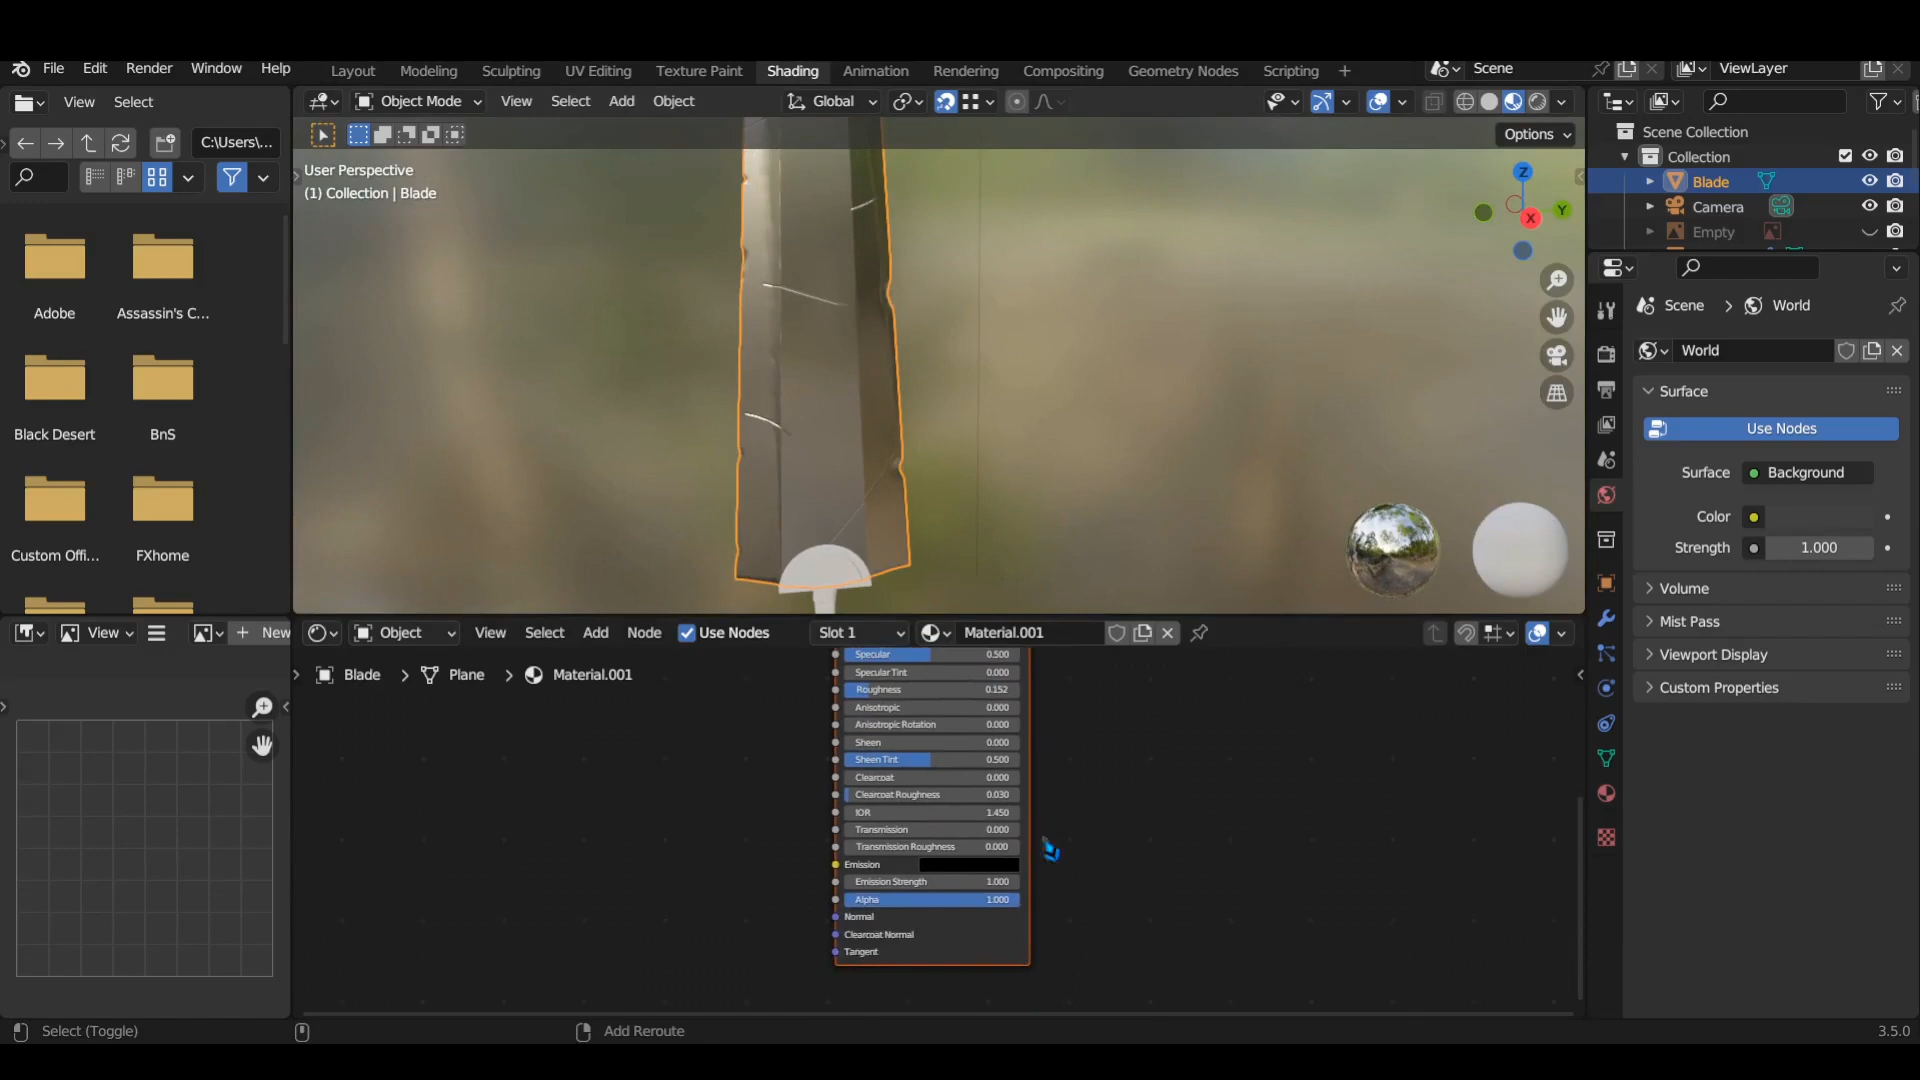 File Edit Render Window Help
Layout Modeling Sculpting UV Editing Texture Paint Shading Animation Rendering Compositing Geometry Nodes Scripting +
Scene
ViewLayer
View Select
Object Mode View Select Add Object
Global
C:\Users\...
Options
User Perspective
(1) Collection | Blade
Z
Y
X
Scene Collection
Collection
Blade
Camera
Empty
Adobe
Assassin's C...
Black Desert
BnS
Custom Offi...
FXhome
Scene > World
World
Surface
Use Nodes
Surface Background
Color
Strength 1.000
Volume
Mist Pass
Viewport Display
Custom Properties
View
New
Object View Select Add Node Use Nodes Slot 1 Material.001
Blade > Plane > Material.001
Specular 0.500
Specular Tint 0.000
Roughness 0.152
Anisotropic 0.000
Anisotropic Rotation 0.000
Sheen 0.000
Sheen Tint 0.500
Clearcoat 0.000
Clearcoat Roughness 0.030
IOR 1.450
Transmission 0.000
Transmission Roughness 0.000
Emission
Emission Strength 1.000
Alpha 1.000
Normal
Clearcoat Normal
Tangent
Select (Toggle)
Add Reroute
3.5.0